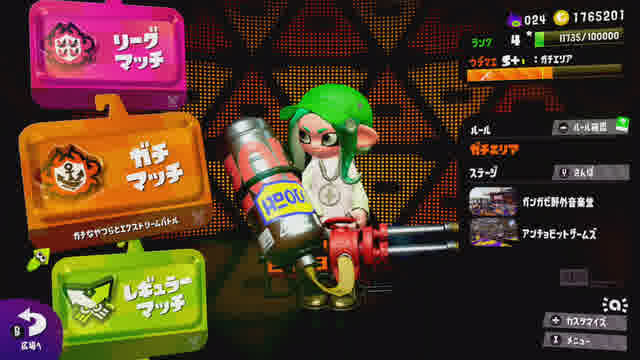 リーグ
マッチ
ガチ
マッチ
ガチなやつらとエクストリームバトル
レギュラー
マッチ
B
広場へ
H2OO
024
1765201
ランク
4
11735/100000
ウデマエ
S+
:ガチエリア
ルール
ルール確認
ガチエリア
ステージ
Y さんぽ
ガンガゼ野外音楽堂
アンチョビットゲームズ
+ カスタマイズ
X メニュー